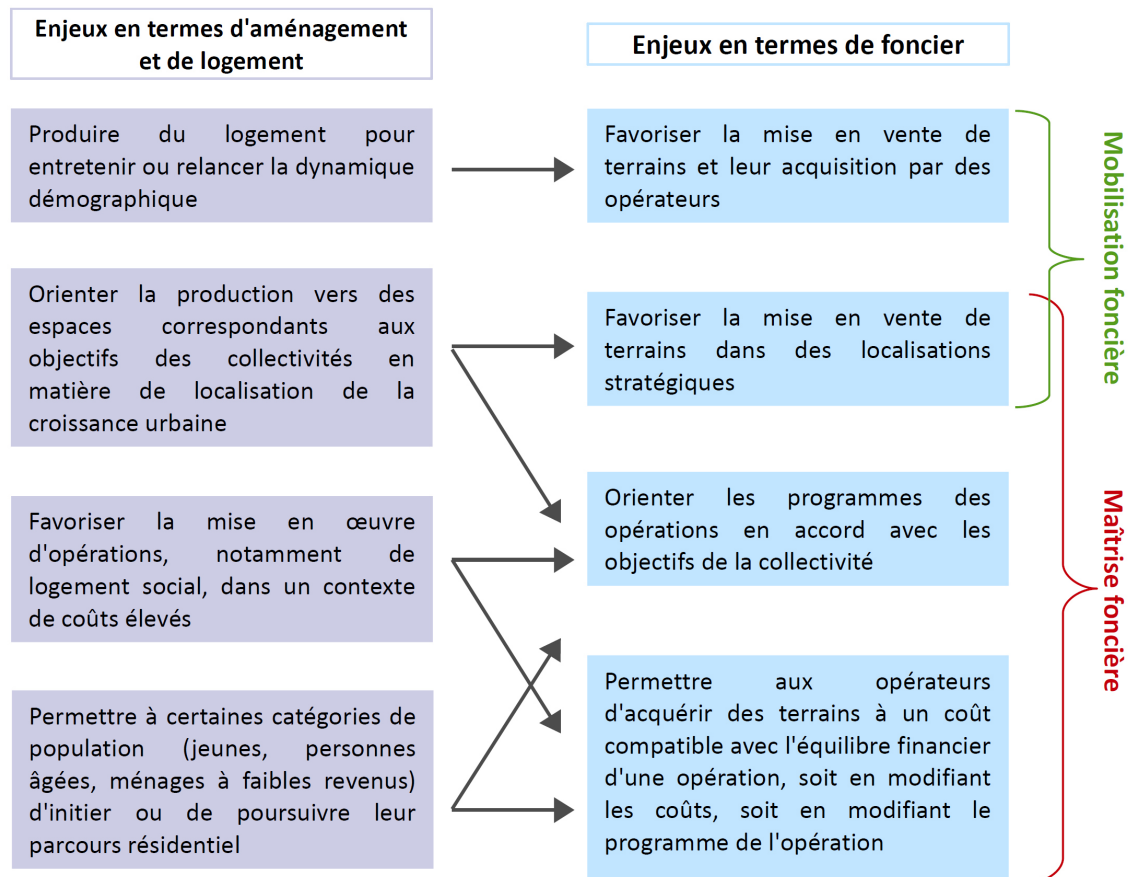 Enjeux en termes d'aménagement
et de logement
Enjeux en termes de foncier
Produire du logement pour
entretenir ou relancer la dynamique
démographique
Favoriser la mise en vente de
terrains et leur acquisition par des
opérateurs
Orienter la production vers des
espaces correspondants aux
objectifs des collectivités en
matière de localisation de la
croissance urbaine
Favoriser la mise en vente de
terrains dans des localisations
stratégiques
Favoriser la mise en œuvre
d'opérations, notamment de
logement social, dans un contexte
de coûts élevés
Orienter les programmes des
opérations en accord avec les
objectifs de la collectivité
Permettre à certaines catégories de
population (jeunes, personnes
âgées, ménages à faibles revenus)
d'initier ou de poursuivre leur
parcours résidentiel
Permettre aux opérateurs
d'acquérir des terrains à un coût
compatible avec l'équilibre financier
d'une opération, soit en modifiant
les coûts, soit en modifiant le
programme de l'opération
Mobilisation foncière
Maîtrise foncière